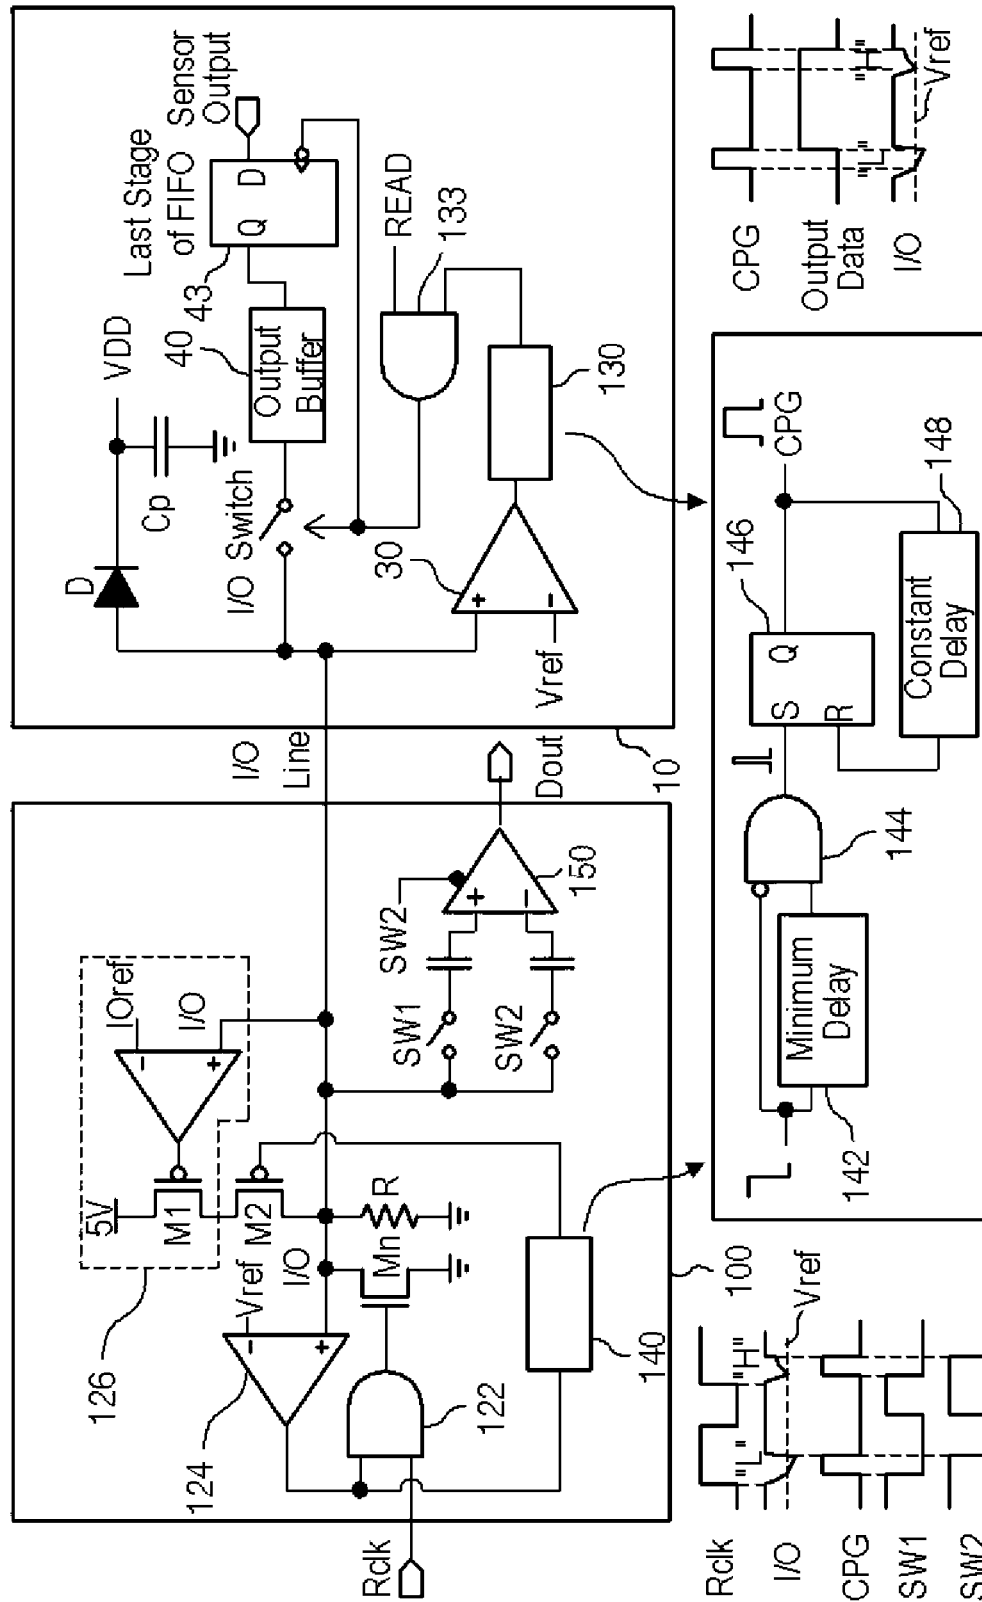 Last Stage
of FIFO
Sensor
Output
43
D
Q
READ
133
VDD
40
Output
Buffer
130
Cp
D
I/O Switch
30
+
−
Vref
10
I/O
Line
Dout
SW2
150
+
−
SW1
SW2
IOref
I/O
−
+
5V
M1
M2
126
Vref
I/O
R
Mn
−
+
124
122
140
100
Rclk
CPG
Output
Data
I/O
"L"
"H"
Vref
CPG
146
148
S
Q
R
Constant
Delay
144
Minimum
Delay
142
Rclk
I/O
CPG
SW1
SW2
"L"
"H"
Vref